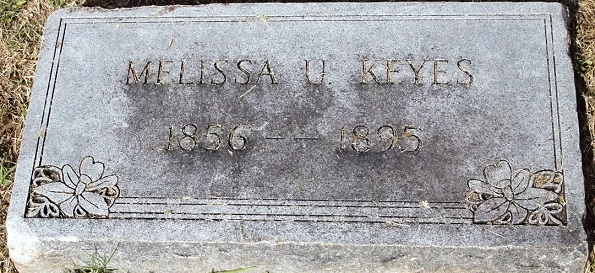 MELISSA U. KEYES
1856 -- 1895